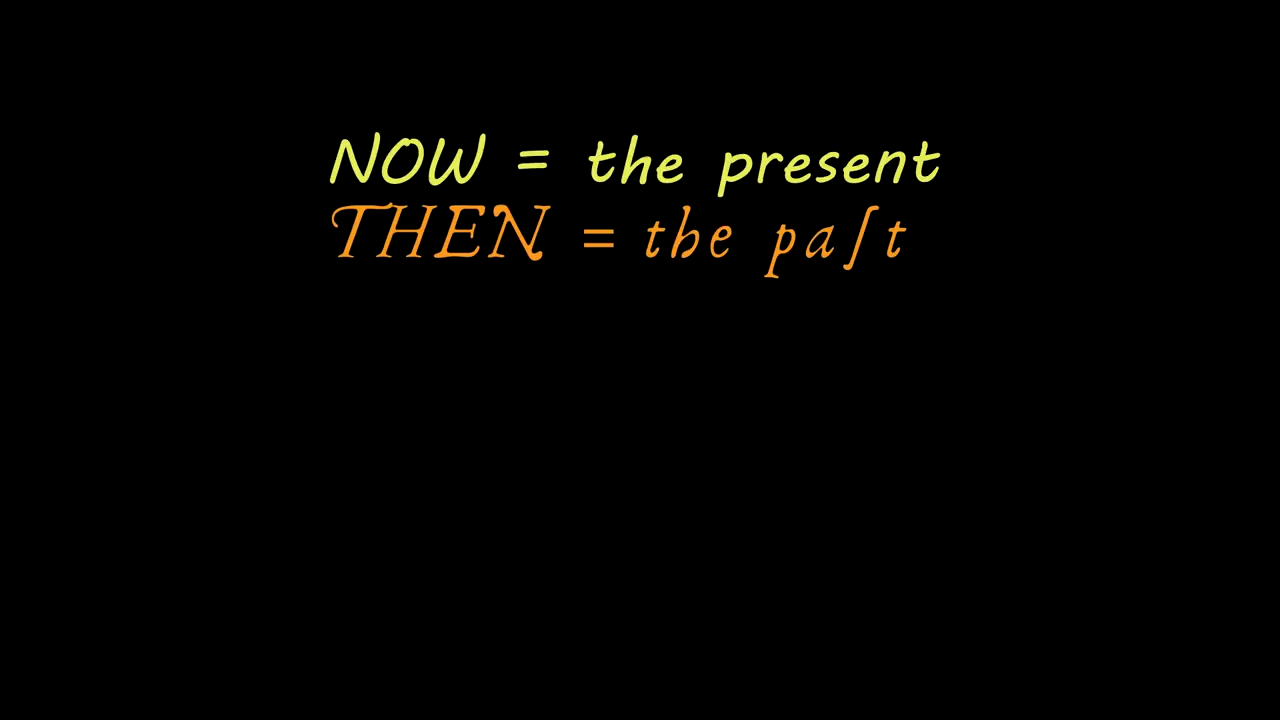 NOW = the present
THEN = the paſt